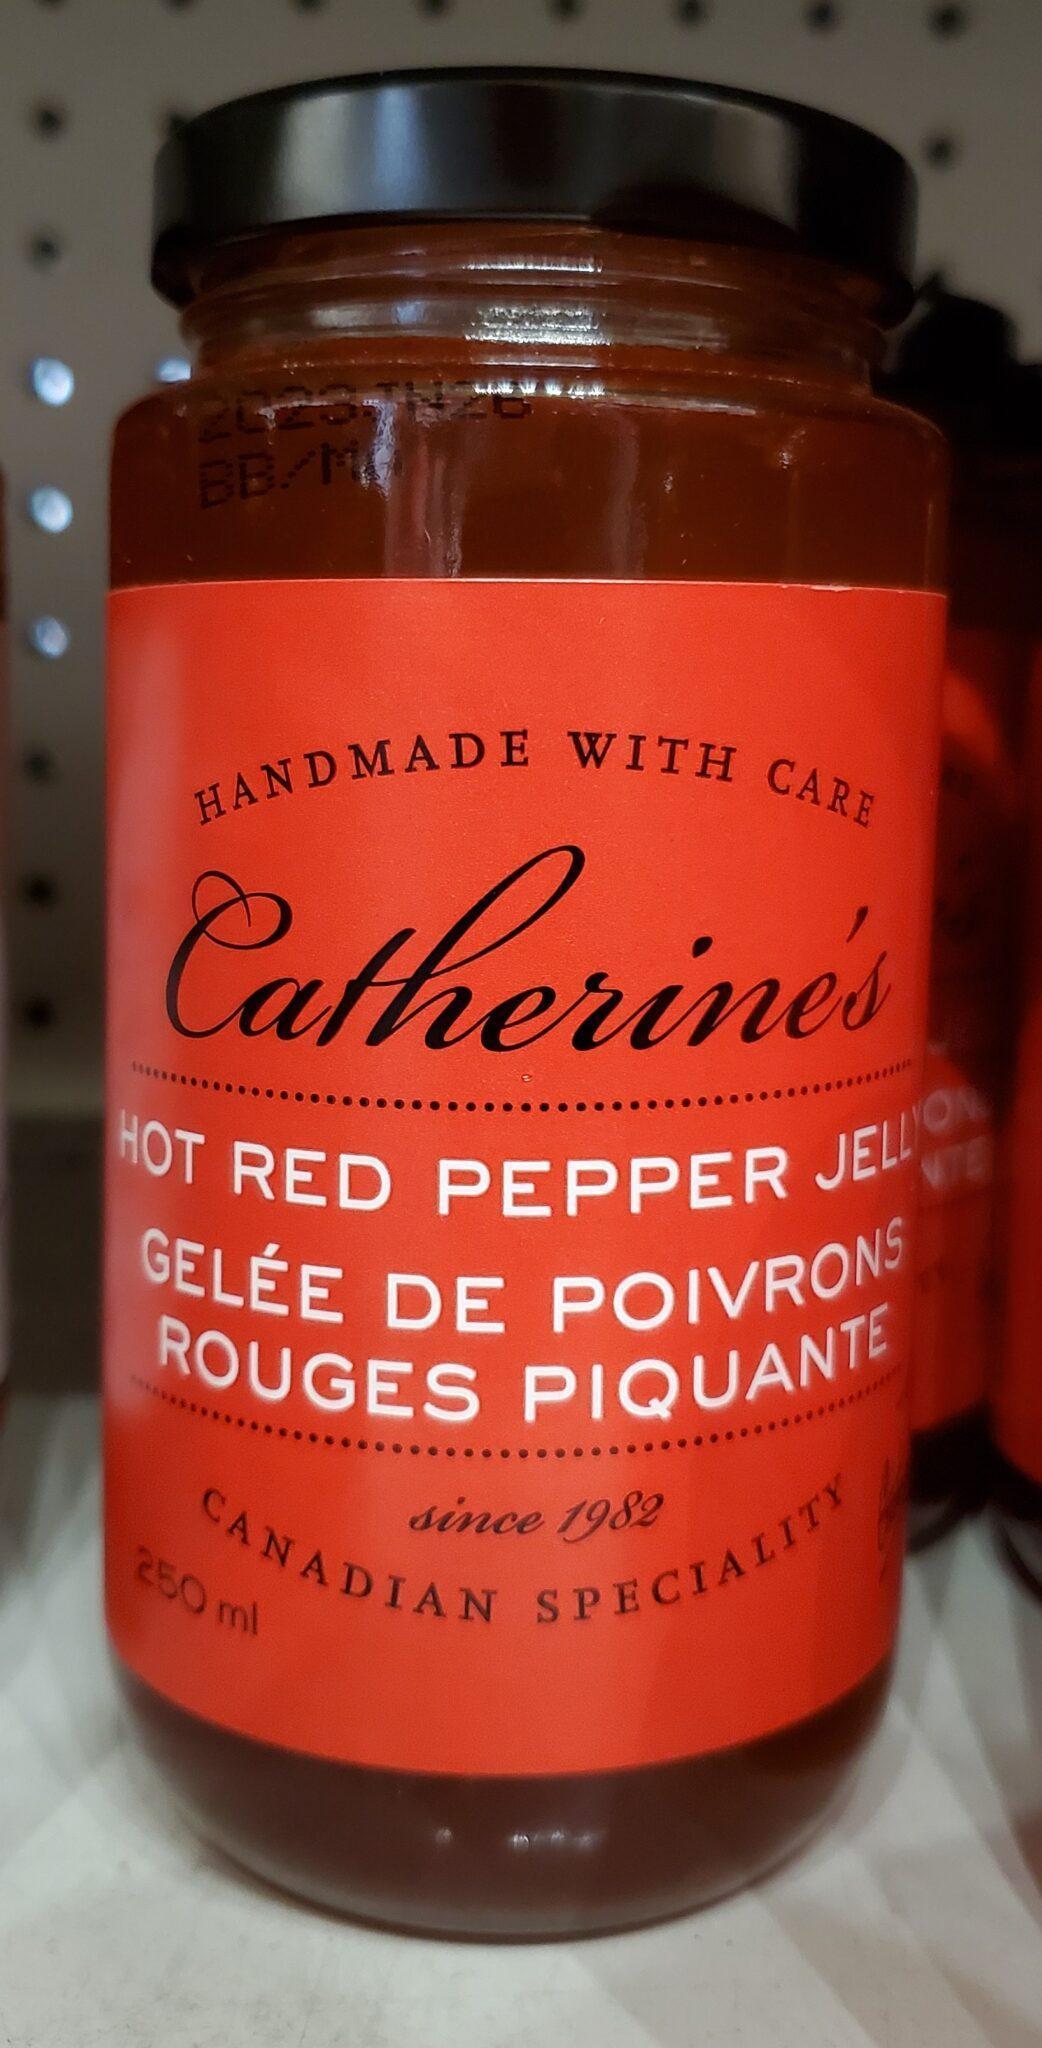 BB/M
HANDMADE WITH CARE
Catherine's
HOT RED PEPPER JELLY
GELÉE DE POIVRONS
ROUGES PIQUANTE
since 1982
CANADIAN SPECIALITY
250 ml